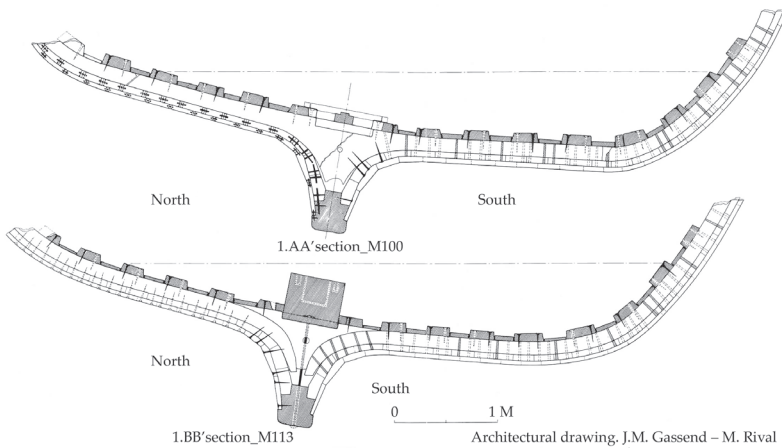 North
South
1.AA'section_M100
North
South
0 1 M
1.BB'section_M113
Architectural drawing. J.M. Gassend – M. Rival